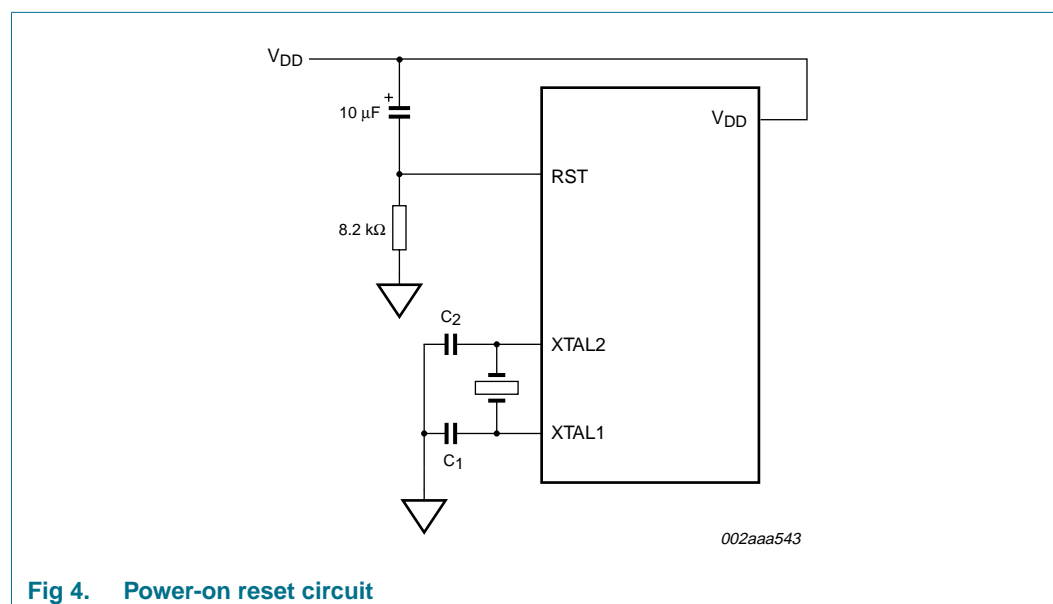 VDD
+
10 μF
VDD
RST
8.2 kΩ
C2
XTAL2
XTAL1
C1
002aaa543
Fig 4. Power-on reset circuit